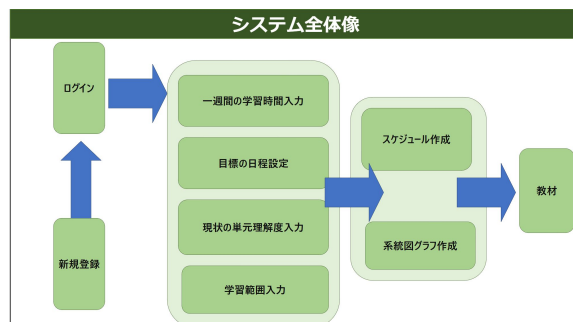 システム全体像
ログイン
新規登録
一週間の学習時間入力
目標の日程設定
現状の単元理解度入力
学習範囲入力
スケジュール作成
系統図グラフ作成
教材